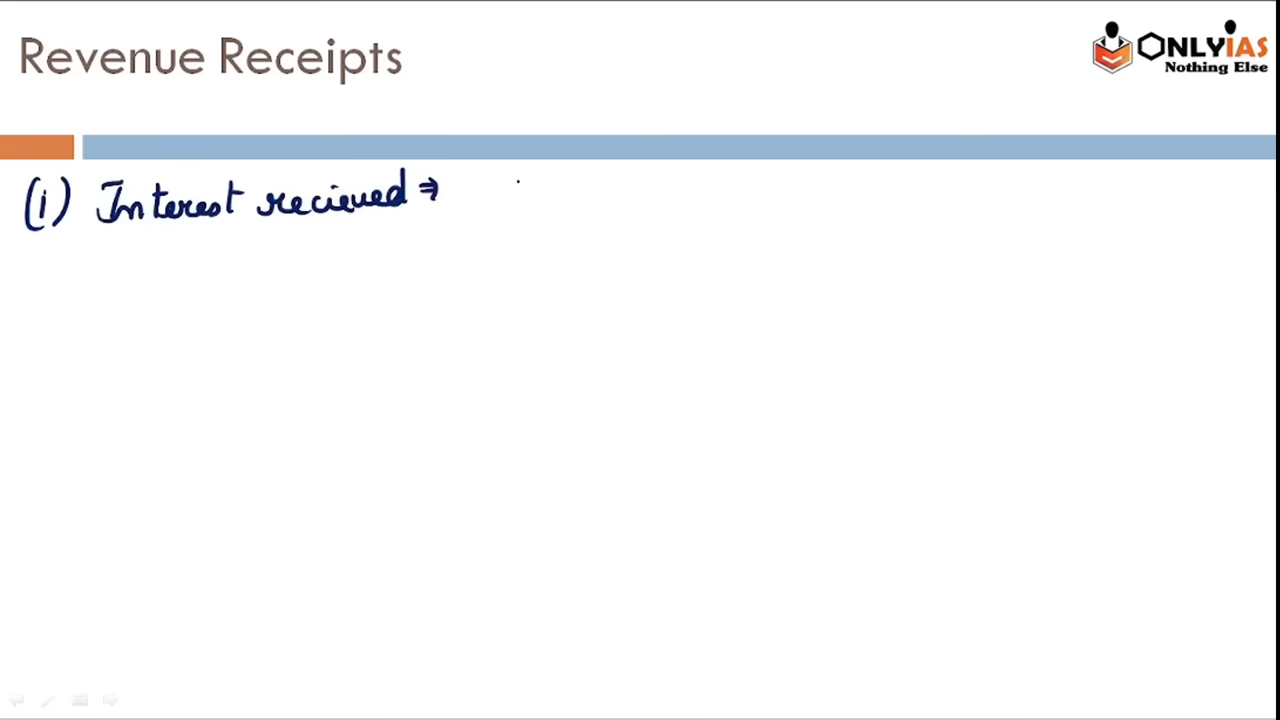 Revenue Receipts
ONLYIAS
Nothing Else
(i) Interest recieved ⇒